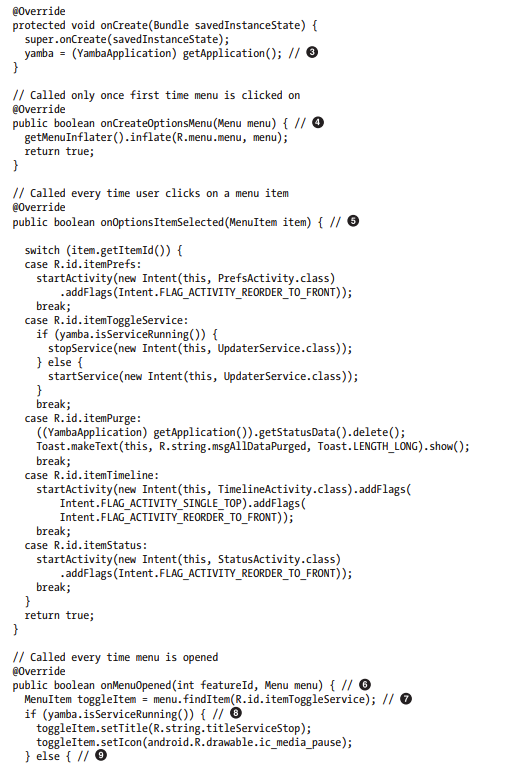 @Override
protected void onCreate(Bundle savedInstanceState) {
  super.onCreate(savedInstanceState);
  yamba = (YambaApplication) getApplication(); // ❸
}

// Called only once first time menu is clicked on
@Override
public boolean onCreateOptionsMenu(Menu menu) { // ❹
  getMenuInflater().inflate(R.menu.menu, menu);
  return true;
}

// Called every time user clicks on a menu item
@Override
public boolean onOptionsItemSelected(MenuItem item) { // ❺

  switch (item.getItemId()) {
  case R.id.itemPrefs:
    startActivity(new Intent(this, PrefsActivity.class)
        .addFlags(Intent.FLAG_ACTIVITY_REORDER_TO_FRONT));
    break;
  case R.id.itemToggleService:
    if (yamba.isServiceRunning()) {
      stopService(new Intent(this, UpdaterService.class));
    } else {
      startService(new Intent(this, UpdaterService.class));
    }
    break;
  case R.id.itemPurge:
    ((YambaApplication) getApplication()).getStatusData().delete();
    Toast.makeText(this, R.string.msgAllDataPurged, Toast.LENGTH_LONG).show();
    break;
  case R.id.itemTimeline:
    startActivity(new Intent(this, TimelineActivity.class).addFlags(
        Intent.FLAG_ACTIVITY_SINGLE_TOP).addFlags(
        Intent.FLAG_ACTIVITY_REORDER_TO_FRONT));
    break;
  case R.id.itemStatus:
    startActivity(new Intent(this, StatusActivity.class)
        .addFlags(Intent.FLAG_ACTIVITY_REORDER_TO_FRONT));
    break;
  }
  return true;
}

// Called every time menu is opened
@Override
public boolean onMenuOpened(int featureId, Menu menu) { // ❻
  MenuItem toggleItem = menu.findItem(R.id.itemToggleService); // ❼
  if (yamba.isServiceRunning()) { // ❽
    toggleItem.setTitle(R.string.titleServiceStop);
    toggleItem.setIcon(android.R.drawable.ic_media_pause);
  } else { // ❾